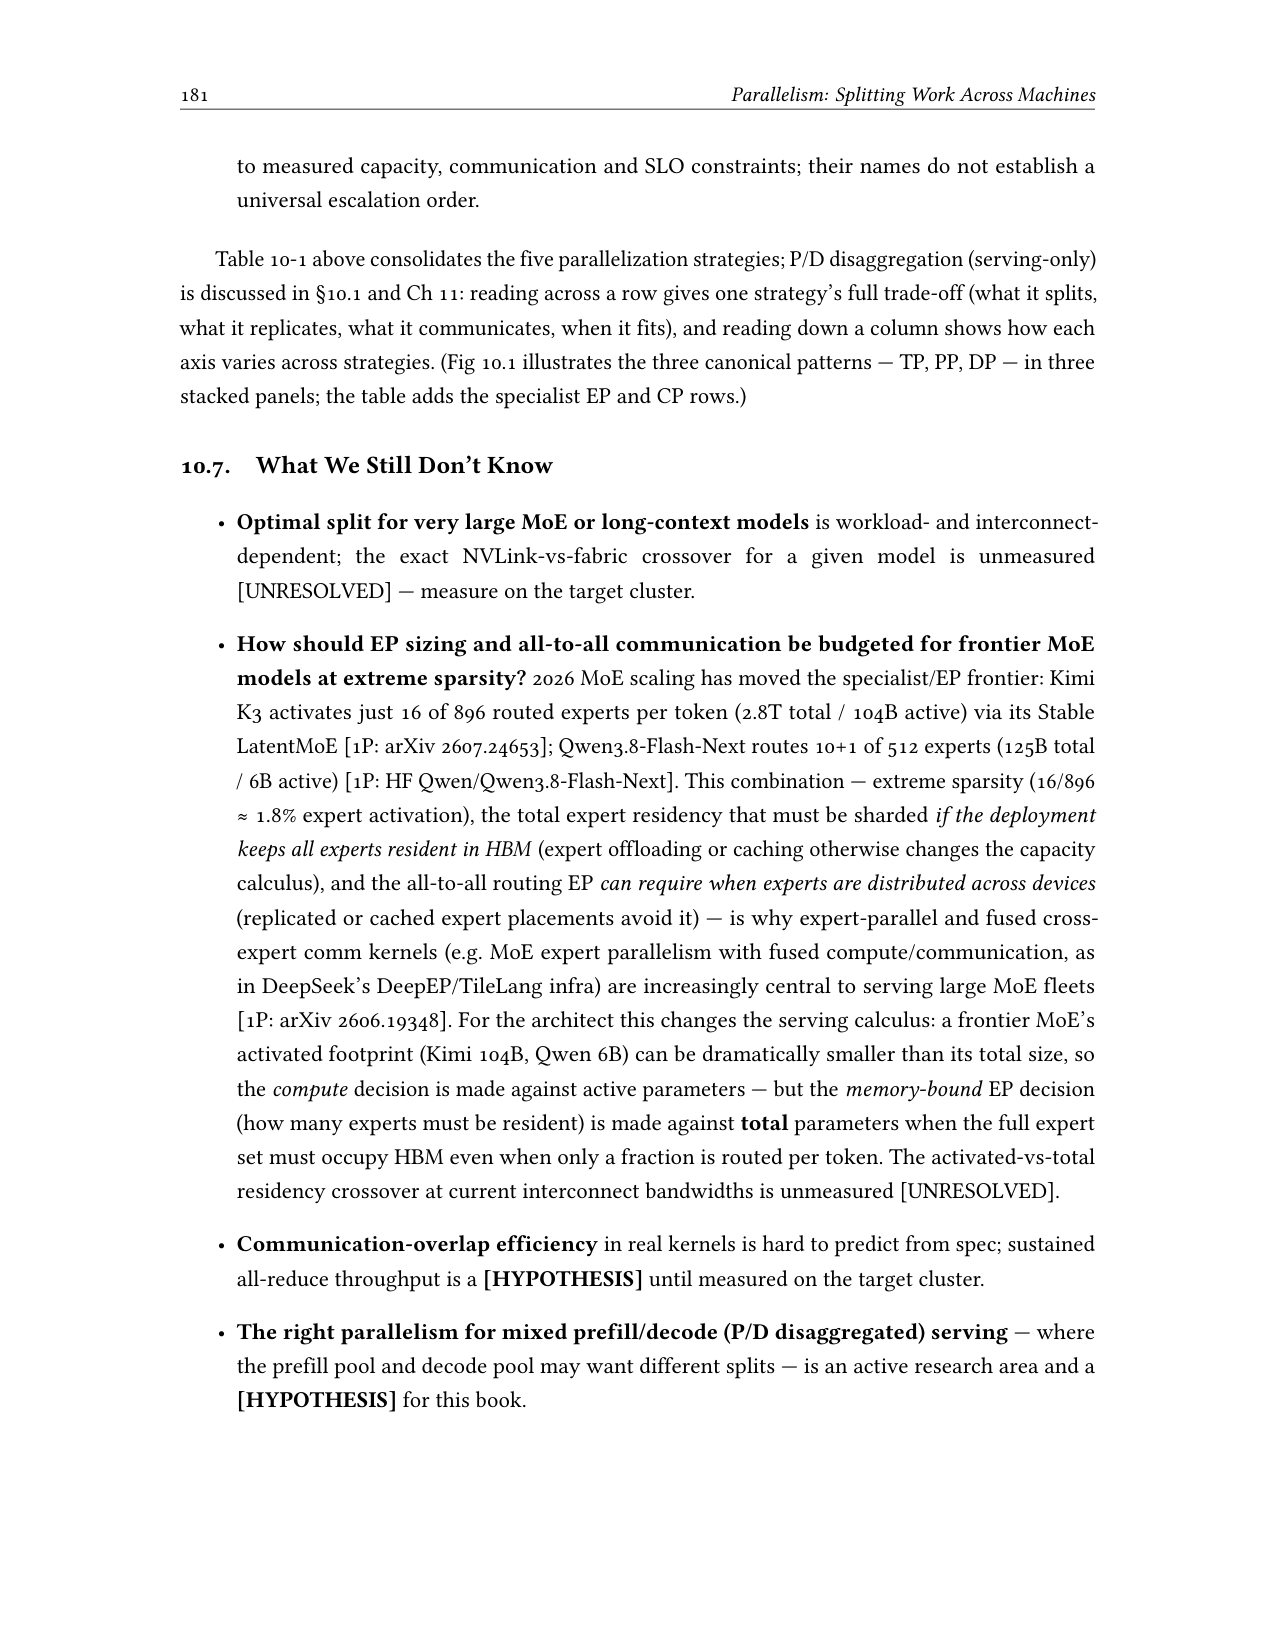 181
Parallelism: Splitting Work Across Machines
to measured capacity, communication and SLO constraints; their names do not establish a
universal escalation order.
Table 10-1 above consolidates the five parallelization strategies; P/D disaggregation (serving-only)
is discussed in §10.1 and Ch 11: reading across a row gives one strategy’s full trade-off (what it splits,
what it replicates, what it communicates, when it fits), and reading down a column shows how each
axis varies across strategies. (Fig 10.1 illustrates the three canonical patterns — TP, PP, DP — in three
stacked panels; the table adds the specialist EP and CP rows.)
10.7. What We Still Don’t Know
• Optimal split for very large MoE or long-context models is workload- and interconnect-
dependent; the exact NVLink-vs-fabric crossover for a given model is unmeasured
[UNRESOLVED] — measure on the target cluster.
• How should EP sizing and all-to-all communication be budgeted for frontier MoE
models at extreme sparsity? 2026 MoE scaling has moved the specialist/EP frontier: Kimi
K3 activates just 16 of 896 routed experts per token (2.8T total / 104B active) via its Stable
LatentMoE [1P: arXiv 2607.24653]; Qwen3.8-Flash-Next routes 10+1 of 512 experts (125B total
/ 6B active) [1P: HF Qwen/Qwen3.8-Flash-Next]. This combination — extreme sparsity (16/896
≈ 1.8% expert activation), the total expert residency that must be sharded if the deployment
keeps all experts resident in HBM (expert offloading or caching otherwise changes the capacity
calculus), and the all-to-all routing EP can require when experts are distributed across devices
(replicated or cached expert placements avoid it) — is why expert-parallel and fused cross-
expert comm kernels (e.g. MoE expert parallelism with fused compute/communication, as
in DeepSeek’s DeepEP/TileLang infra) are increasingly central to serving large MoE fleets
[1P: arXiv 2606.19348]. For the architect this changes the serving calculus: a frontier MoE’s
activated footprint (Kimi 104B, Qwen 6B) can be dramatically smaller than its total size, so
the compute decision is made against active parameters — but the memory-bound EP decision
(how many experts must be resident) is made against total parameters when the full expert
set must occupy HBM even when only a fraction is routed per token. The activated-vs-total
residency crossover at current interconnect bandwidths is unmeasured [UNRESOLVED].
• Communication-overlap efficiency in real kernels is hard to predict from spec; sustained
all-reduce throughput is a [HYPOTHESIS] until measured on the target cluster.
• The right parallelism for mixed prefill/decode (P/D disaggregated) serving — where
the prefill pool and decode pool may want different splits — is an active research area and a
[HYPOTHESIS] for this book.